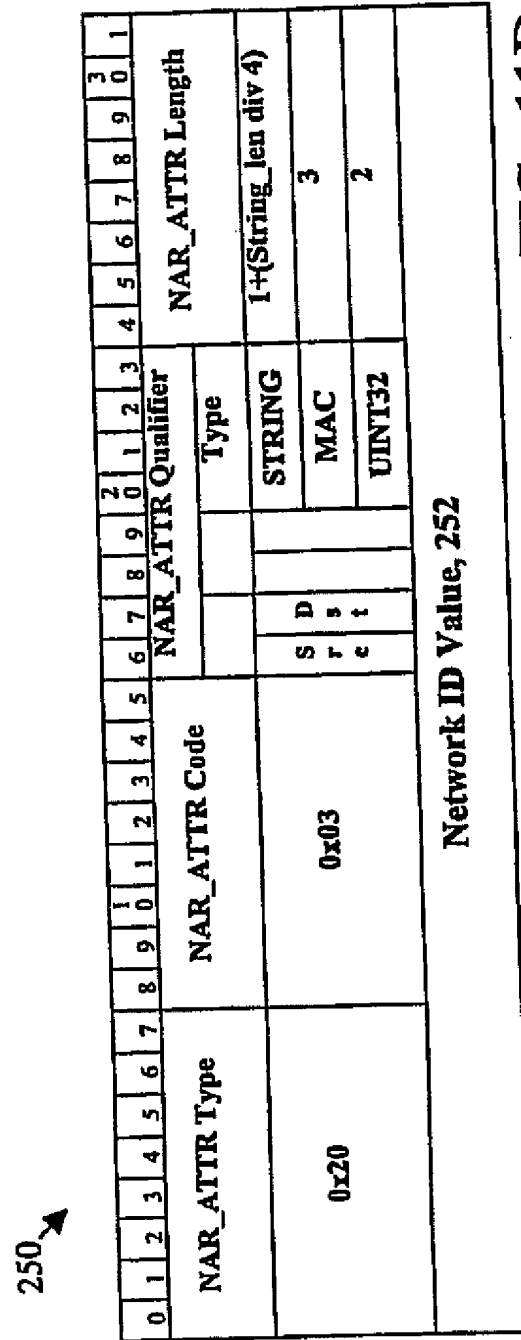 250
3
1 2 0
0 1 2 3 4 5 6 7 8 9 0 1 2 3 4 5 6 7 8 9 0 1 2 3 4 5 6 7 8 9 0 1
NAR_ATTR Type
NAR_ATTR Code
NAR_ATTR Qualifier
NAR_ATTR Length
Type
0x20
0x03
Src
Dst
STRING
1+(String_len div 4)
MAC
3
UINT32
2
Network ID Value, 252